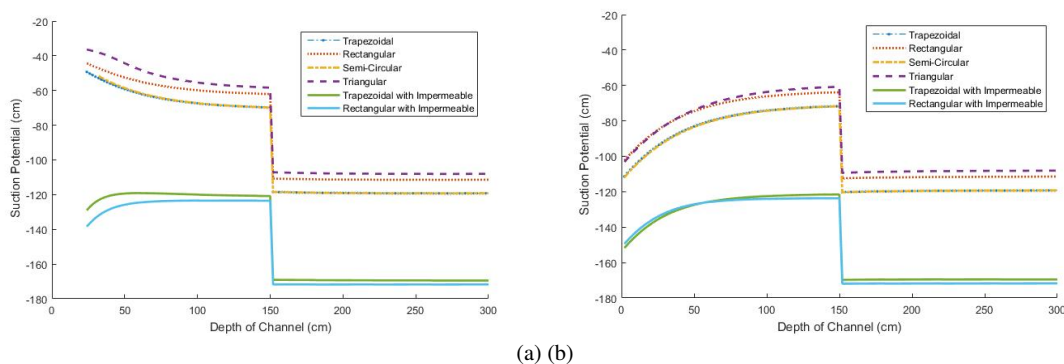 -20
-40
-60
-80
-100
-120
-140
-160
-180
Suction Potential (cm)
0
50
100
150
200
250
300
Depth of Channel (cm)
Trapezoidal
Rectangular
Semi-Circular
Triangular
Trapezoidal with Impermeable
Rectangular with Impermeable
-20
-40
-60
-80
-100
-120
-140
-160
-180
Suction Potential (cm)
0
50
100
150
200
250
300
Depth of Channel (cm)
Trapezoidal
Rectangular
Semi-Circular
Triangular
Trapezoidal with Impermeable
Rectangular with Impermeable
(a) (b)